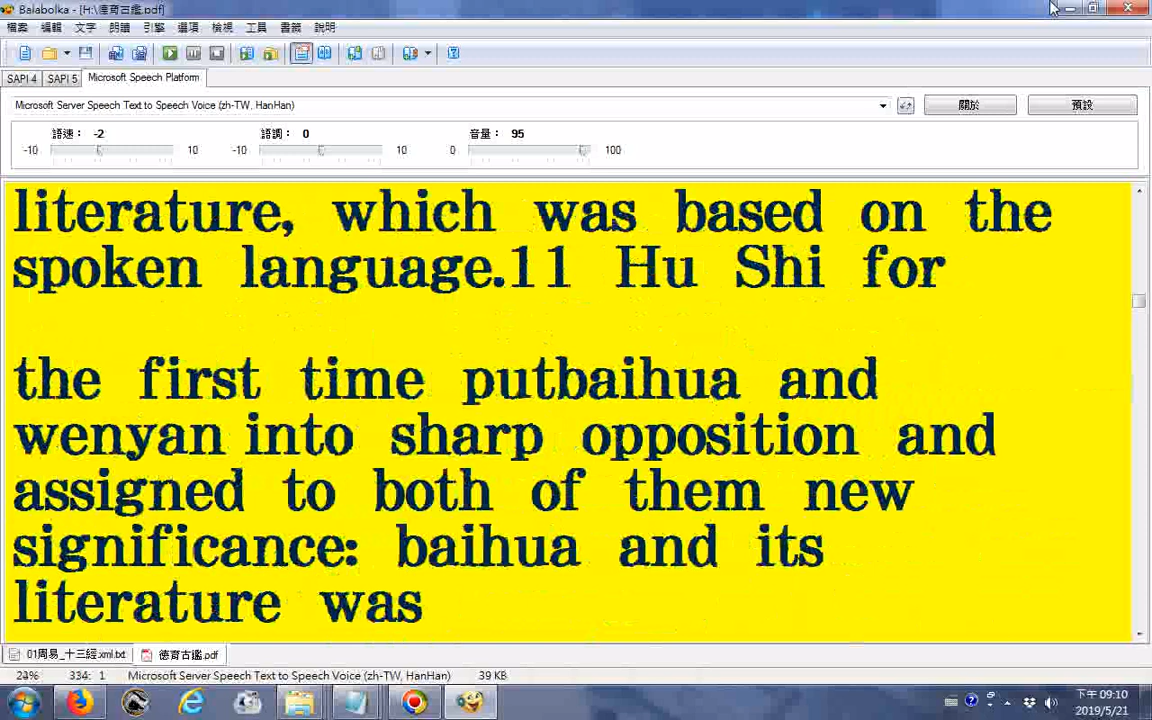 Balabolka - [H:\德育古鑑.pdf]
檔案 編輯 文字 朗讀 引擎 選項 檢視 工具 書籤 說明
SAPI 4 SAPI 5 Microsoft Speech Platform
Microsoft Server Speech Text to Speech Voice (zh-TW, HanHan) 關於 預設
語速： -2 語調： 0 音量： 95
-10 10 -10 10 0 100
literature, which was based on the
spoken language.11 Hu Shi for
the first time putbaihua and
wenyan into sharp opposition and
assigned to both of them new
significance: baihua and its
literature was
01周易_十三經.xml.txt 德育古鑑.pdf
334: 1 Microsoft Server Speech Text to Speech Voice (zh-TW, HanHan) 39 KB
下午 09:10
2019/5/21